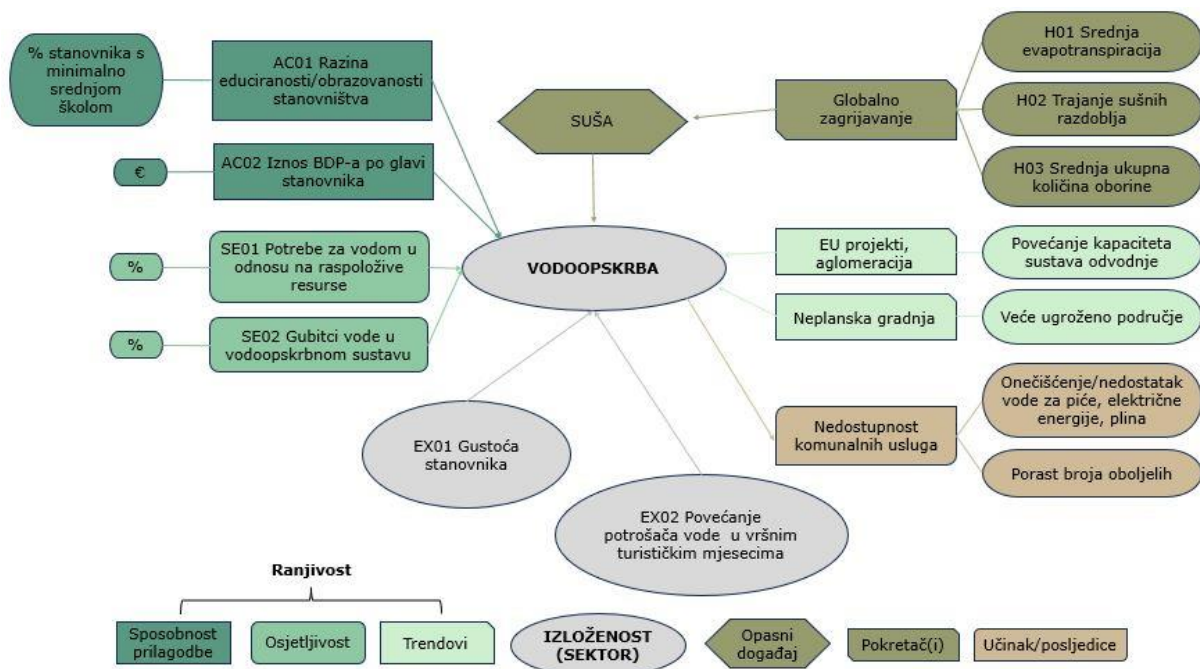 % stanovnika s
minimalno
srednjom
školom
AC01 Razina
educiranosti/obrazovanosti
stanovništva
€
AC02 Iznos BDP-a po glavi
stanovnika
%
SE01 Potrebe za vodom u
odnosu na raspoložive
resurse
%
SE02 Gubitci vode u
vodoopskrbnom sustavu
SUŠA
Globalno
zagrijavanje
H01 Srednja
evapotranspiracija
H02 Trajanje sušnih
razdoblja
H03 Srednja ukupna
količina oborine
VODOOPSKRBA
EU projekti,
aglomeracija
Povećanje kapaciteta
sustava odvodnje
Neplanska gradnja
Veće ugroženo područje
Nedostupnost
komunalnih usluga
Onečišćenje/nedostatak
vode za piće, električne
energije, plina
Porast broja oboljelih
EX01 Gustoća
stanovnika
EX02 Povećanje
potrošača vode u vršnim
turističkim mjesecima
Ranjivost
Sposobnost
prilagodbe
Osjetljivost
Trendovi
IZLOŽENOST
(SEKTOR)
Opasni
događaj
Pokretač(i)
Učinak/posljedice